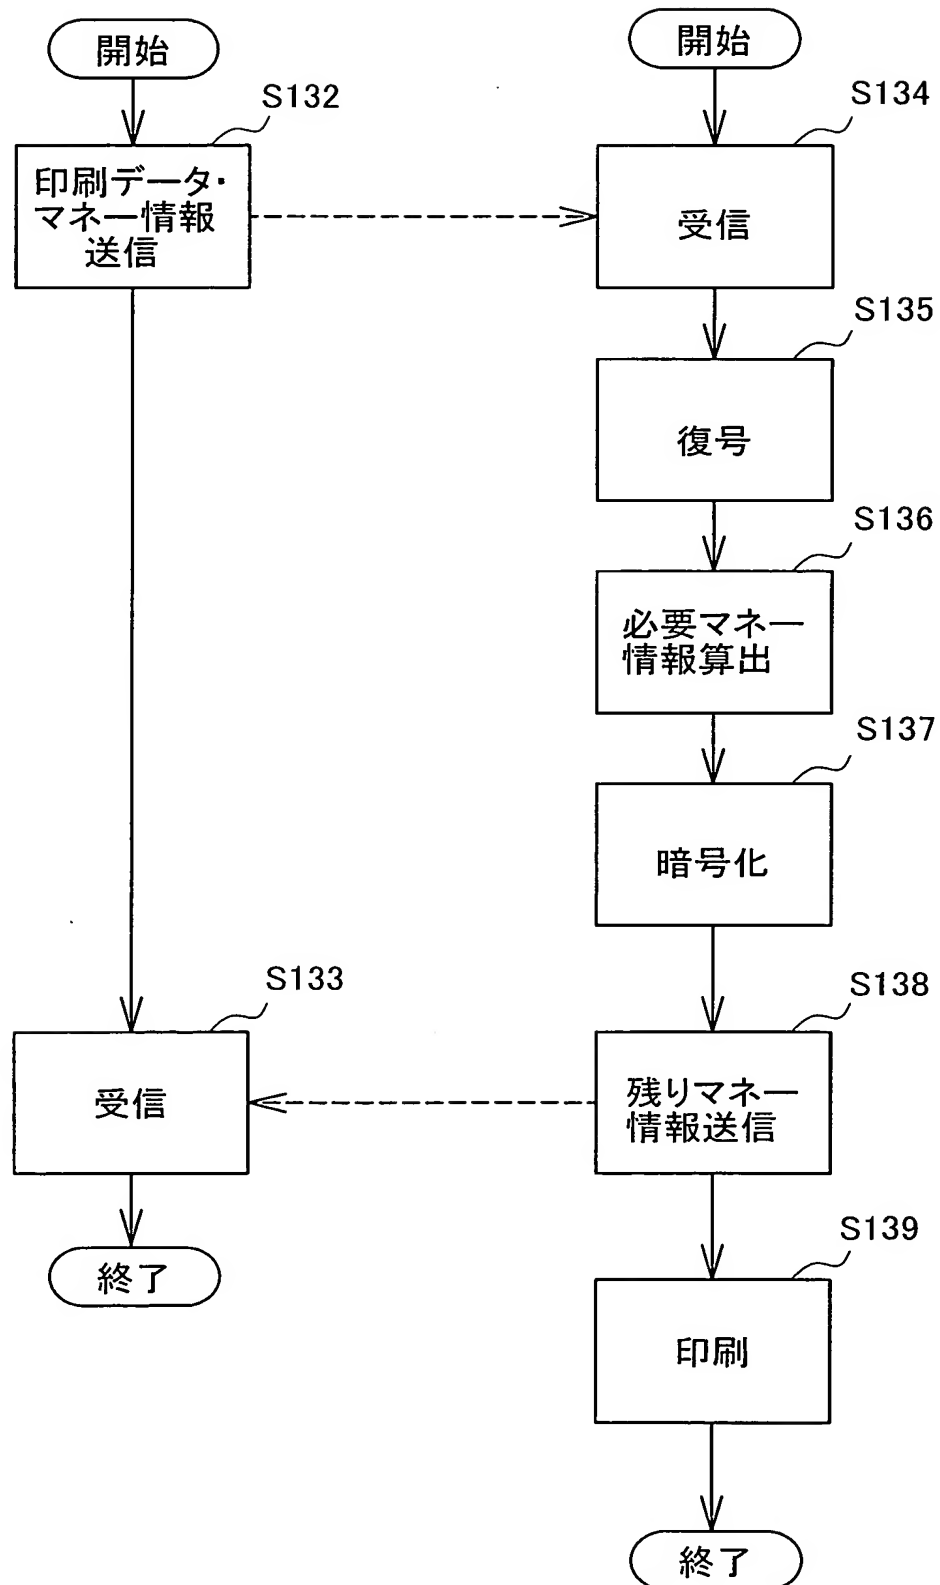 開始
S132
印刷データ・
マネー情報
送信
S133
受信
終了
開始
S134
受信
S135
復号
S136
必要マネー
情報算出
S137
暗号化
S138
残りマネー
情報送信
S139
印刷
終了